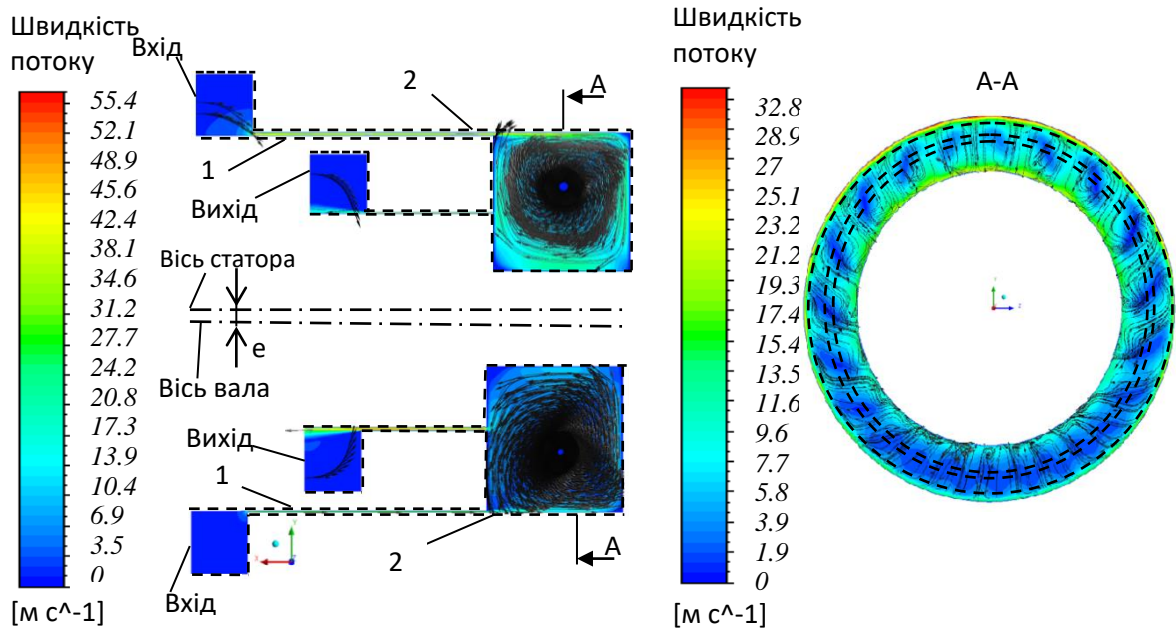 Швидкість
потоку
55.4
52.1
48.9
45.6
42.4
38.1
34.6
31.2
27.7
24.2
20.8
17.3
13.9
10.4
6.9
3.5
0
[м с^-1]
Вхід
2
А
1
Вихід
Вісь статора
е
Вісь вала
Вихід
1
2
А
Вхід
Швидкість
потоку
32.8
28.9
27
25.1
23.2
21.2
19.3
17.4
15.4
13.5
11.6
9.6
7.7
5.8
3.9
1.9
0
[м с^-1]
А-А